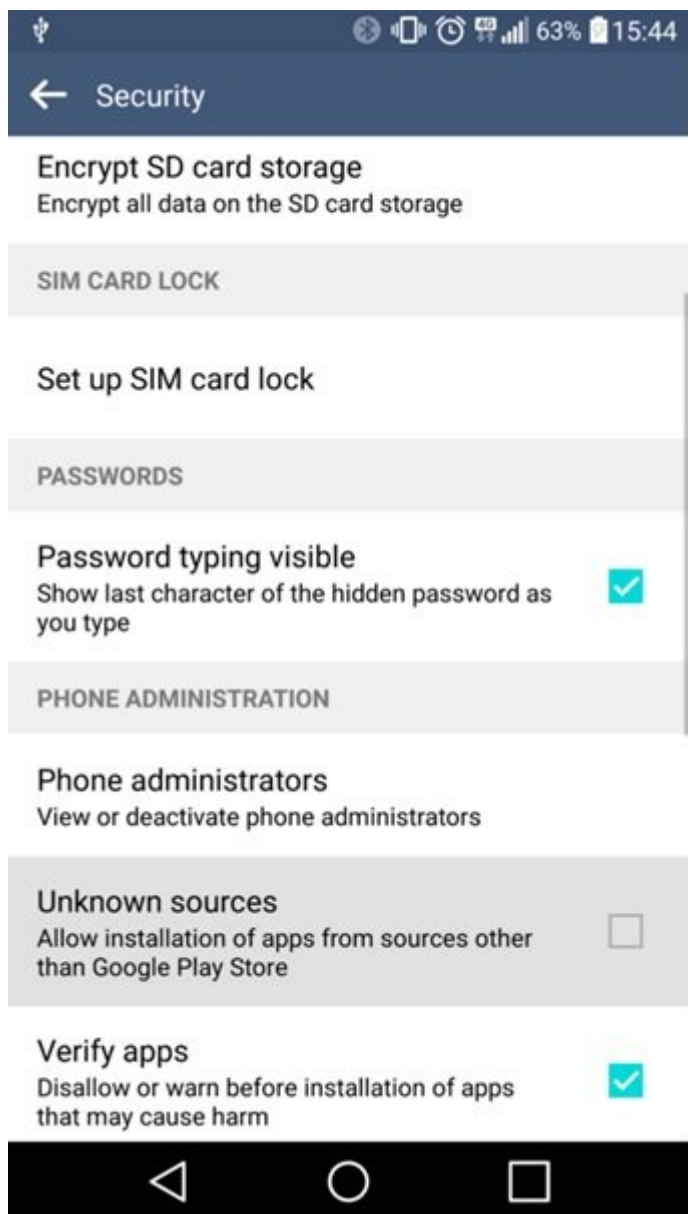 4G 63% 15:44
Security
Encrypt SD card storage
Encrypt all data on the SD card storage
SIM CARD LOCK
Set up SIM card lock
PASSWORDS
Password typing visible
Show last character of the hidden password as
you type
PHONE ADMINISTRATION
Phone administrators
View or deactivate phone administrators
Unknown sources
Allow installation of apps from sources other
than Google Play Store
Verify apps
Disallow or warn before installation of apps
that may cause harm